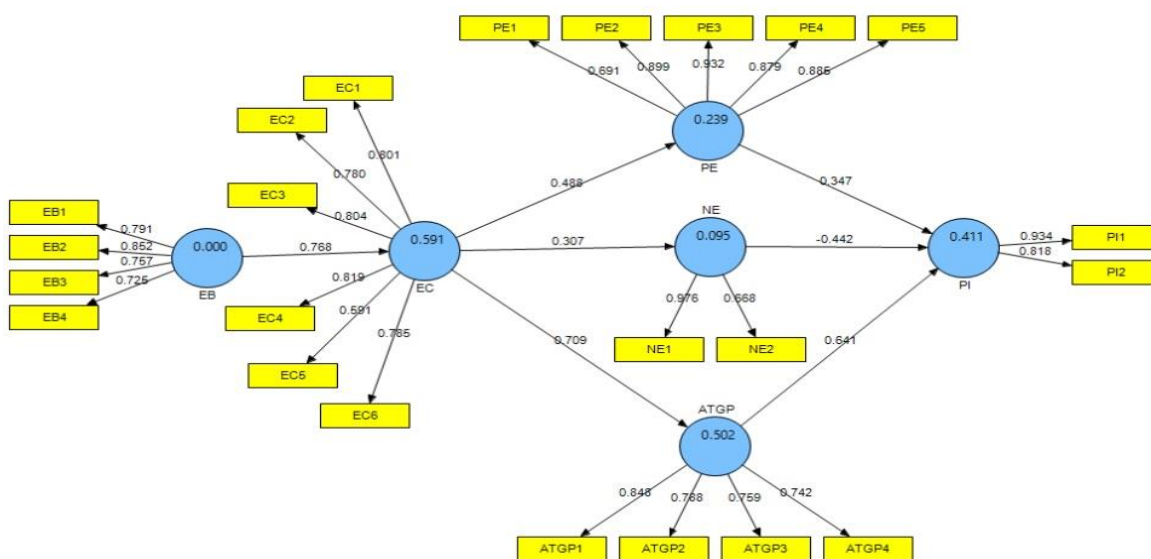 PE1
PE2
PE3
PE4
PE5
0.691
0.899
0.932
0.879
0.885
0.239
PE
EC1
EC2
EC3
EC4
EC5
EC6
0.801
0.780
0.804
0.819
0.591
0.785
0.591
EC
EB1
EB2
EB3
EB4
0.791
0.852
0.757
0.725
0.000
EB
0.768
0.488
0.307
0.709
NE
0.095
0.976
0.668
NE1
NE2
0.347
-0.442
0.641
0.411
PI
0.934
0.818
PI1
PI2
ATGP
0.502
0.848
0.788
0.759
0.742
ATGP1
ATGP2
ATGP3
ATGP4